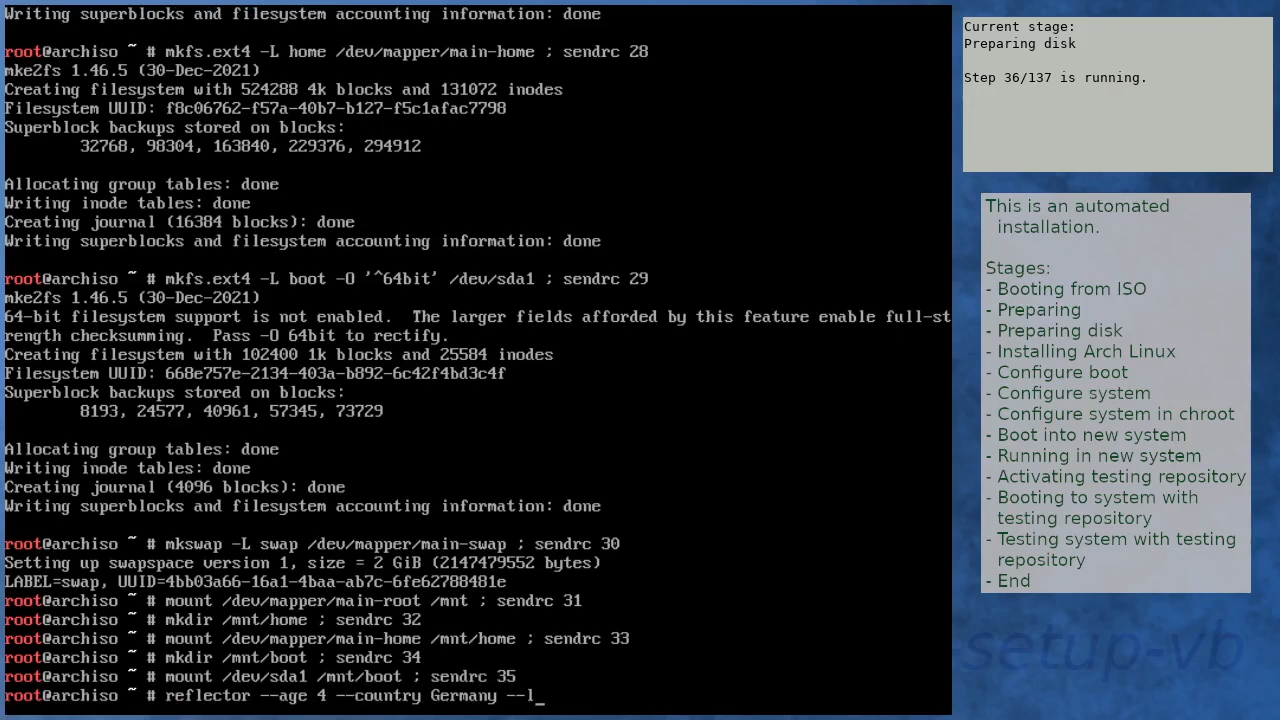 Writing superblocks and filesystem accounting information: done
root@archiso ~ # mkfs.ext4 -L home /dev/mapper/main-home ; sendrc 28
mke2fs 1.46.5 (30-Dec-2021)
Creating filesystem with 524288 4k blocks and 131072 inodes
Filesystem UUID: f8c06762-f57a-40b7-b127-f5c1afac7798
Superblock backups stored on blocks:
        32768, 98304, 163840, 229376, 294912
Allocating group tables: done
Writing inode tables: done
Creating journal (16384 blocks): done
Writing superblocks and filesystem accounting information: done
root@archiso ~ # mkfs.ext4 -L boot -O '^64bit' /dev/sda1 ; sendrc 29
mke2fs 1.46.5 (30-Dec-2021)
64-bit filesystem support is not enabled.  The larger fields afforded by this feature enable full-st
rength checksumming.  Pass -O 64bit to rectify.
Creating filesystem with 102400 1k blocks and 25584 inodes
Filesystem UUID: 668e757e-2134-403a-b892-6c42f4bd3c4f
Superblock backups stored on blocks:
        8193, 24577, 40961, 57345, 73729
Allocating group tables: done
Writing inode tables: done
Creating journal (4096 blocks): done
Writing superblocks and filesystem accounting information: done
root@archiso ~ # mkswap -L swap /dev/mapper/main-swap ; sendrc 30
Setting up swapspace version 1, size = 2 GiB (2147479552 bytes)
LABEL=swap, UUID=4bb03a66-16a1-4baa-ab7c-6fe62788481e
root@archiso ~ # mount /dev/mapper/main-root /mnt ; sendrc 31
root@archiso ~ # mkdir /mnt/home ; sendrc 32
root@archiso ~ # mount /dev/mapper/main-home /mnt/home ; sendrc 33
root@archiso ~ # mkdir /mnt/boot ; sendrc 34
root@archiso ~ # mount /dev/sda1 /mnt/boot ; sendrc 35
root@archiso ~ # reflector --age 4 --country Germany --l_
Current stage:
Preparing disk
Step 36/137 is running.
This is an automated
installation.
Stages:
- Booting from ISO
- Preparing
- Preparing disk
- Installing Arch Linux
- Configure boot
- Configure system
- Configure system in chroot
- Boot into new system
- Running in new system
- Activating testing repository
- Booting to system with
testing repository
- Testing system with testing
repository
- End
-setup-vb